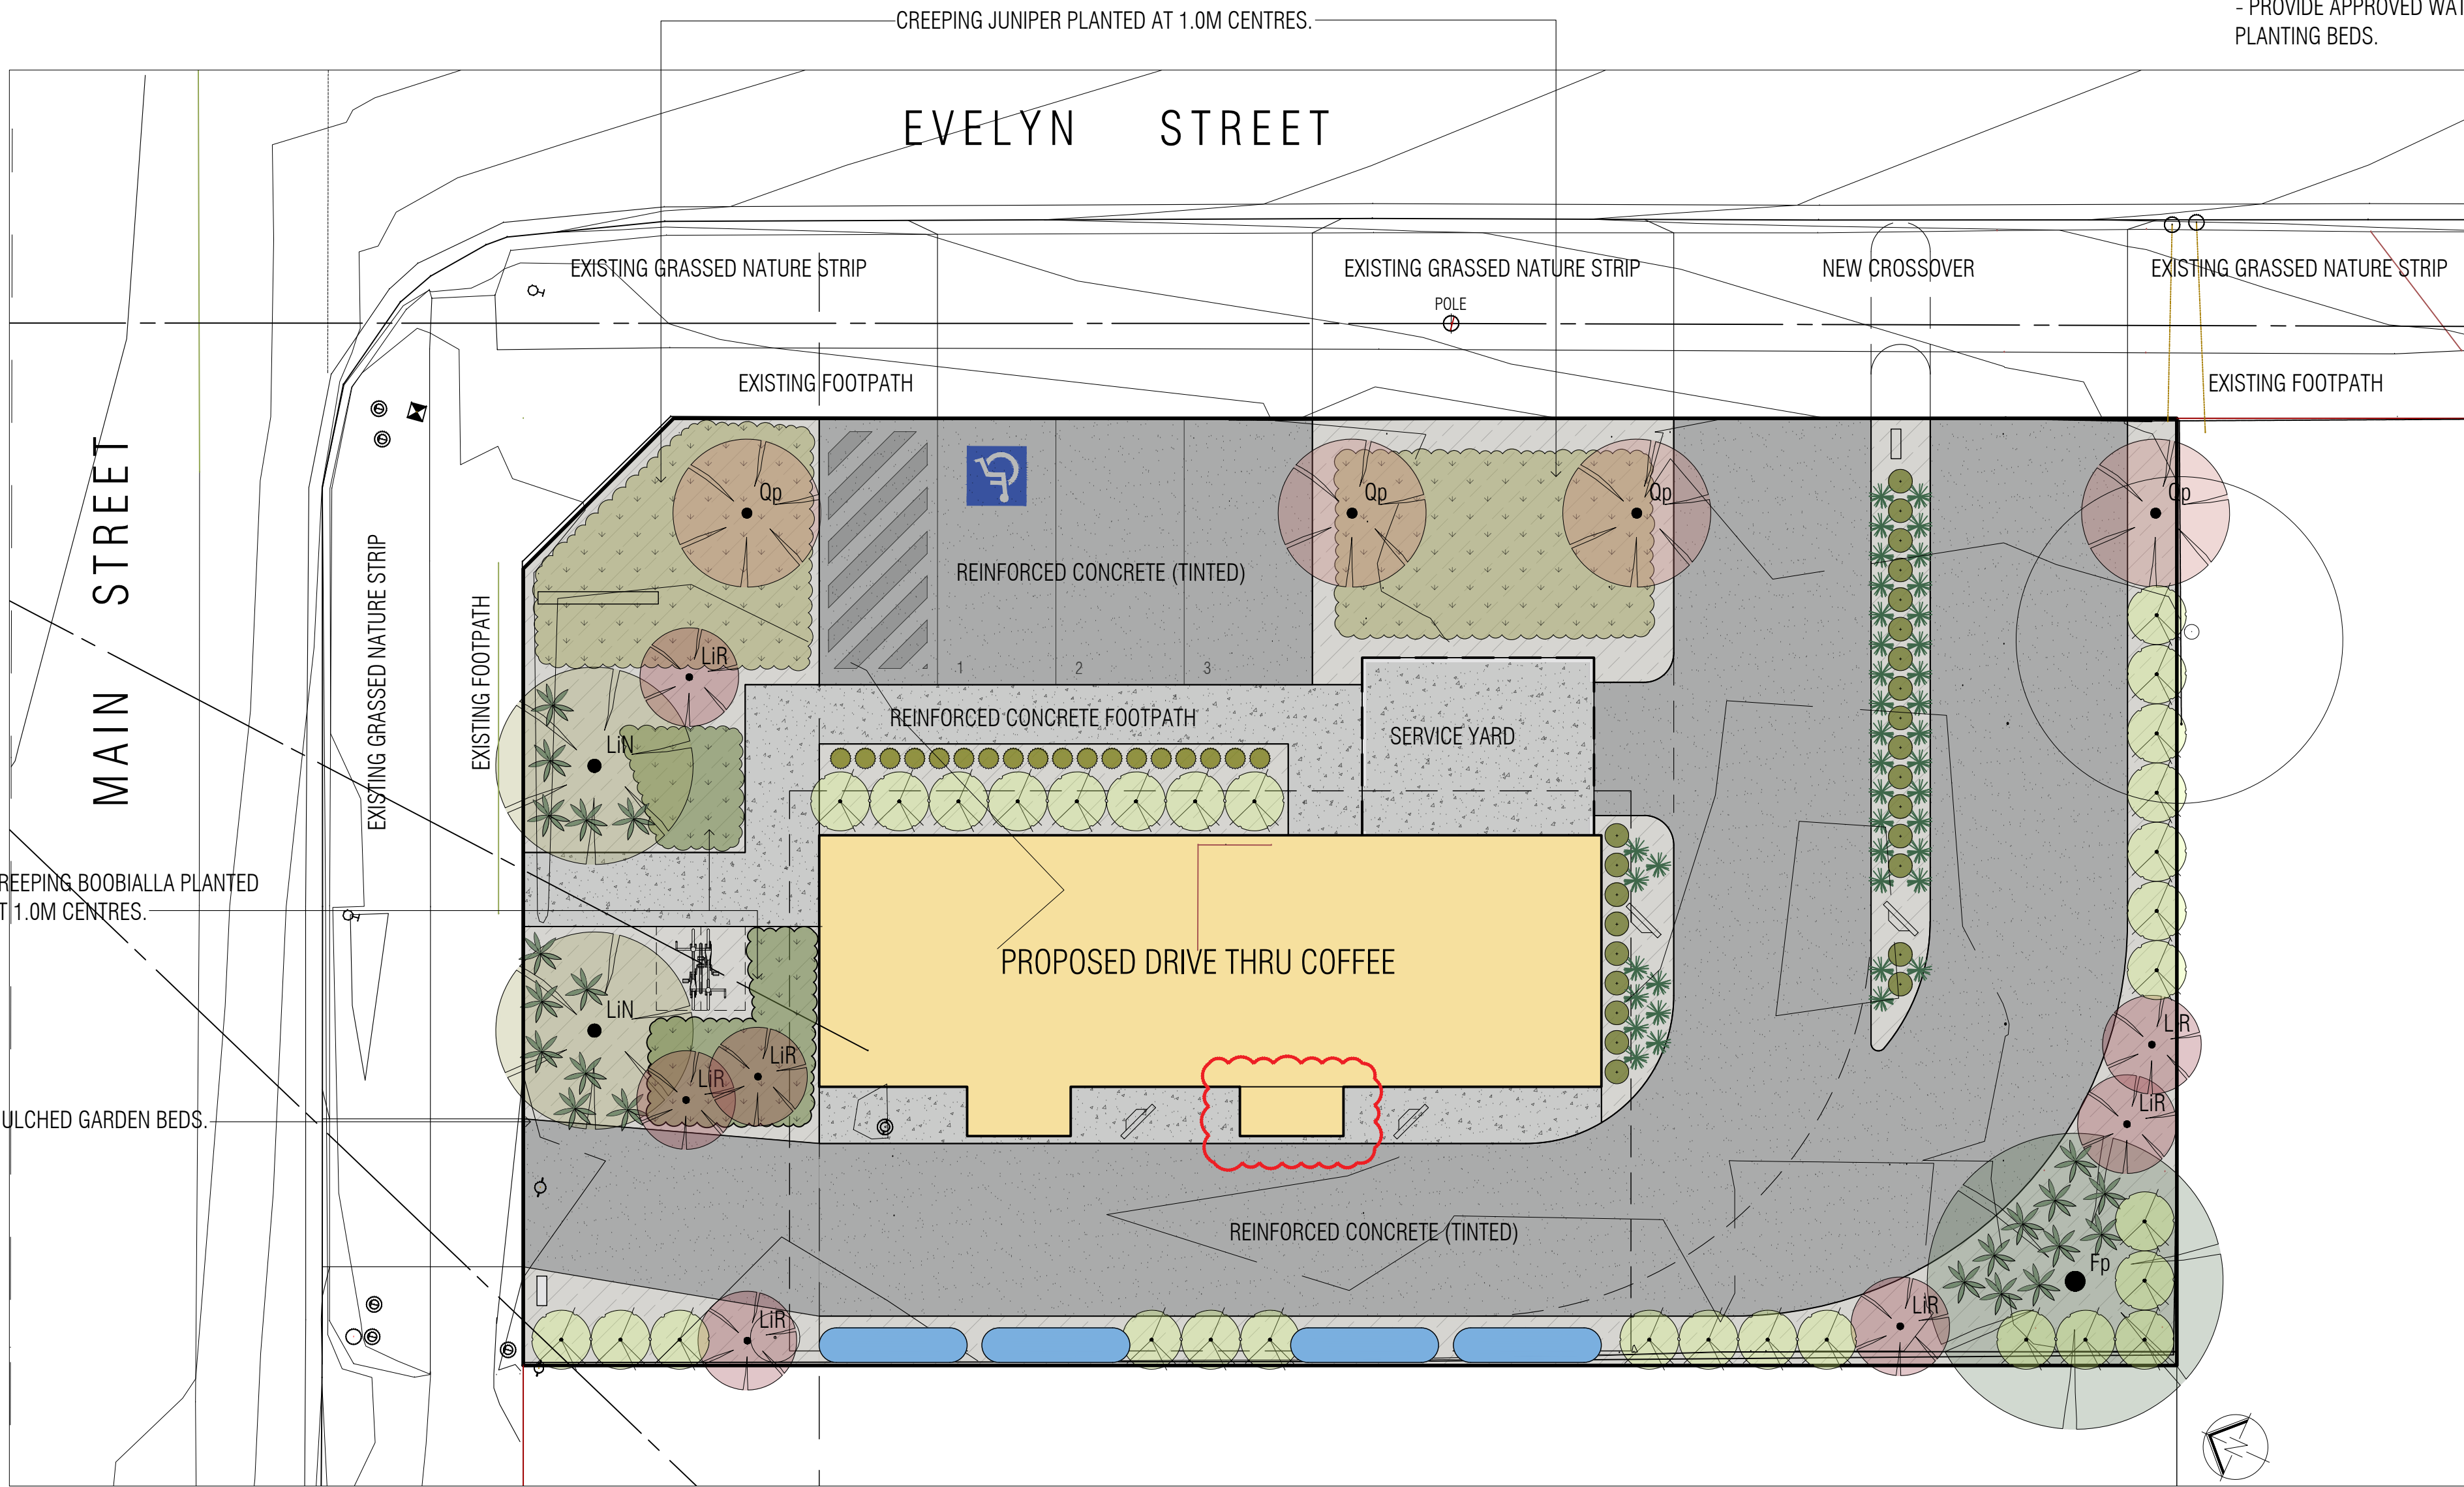 CREEPING JUNIPER PLANTED AT 1.0M CENTRES.
- PROVIDE APPROVED WAT
PLANTING BEDS.
EVELYN STREET
EXISTING GRASSED NATURE STRIP
EXISTING GRASSED NATURE STRIP
NEW CROSSOVER
EXISTING GRASSED NATURE STRIP
POLE
EXISTING FOOTPATH
EXISTING FOOTPATH
MAIN STREET
EXISTING GRASSED NATURE STRIP
EXISTING FOOTPATH
Qp
Qp
Qp
Qp
REINFORCED CONCRETE (TINTED)
1
2
3
LiR
LiN
REINFORCED CONCRETE FOOTPATH
SERVICE YARD
REEPING BOOBIALLA PLANTED
T 1.0M CENTRES.
PROPOSED DRIVE THRU COFFEE
LiN
LiR
LiR
LiR
LiR
ULCHED GARDEN BEDS.
REINFORCED CONCRETE (TINTED)
Fp
LiR
LiR
N